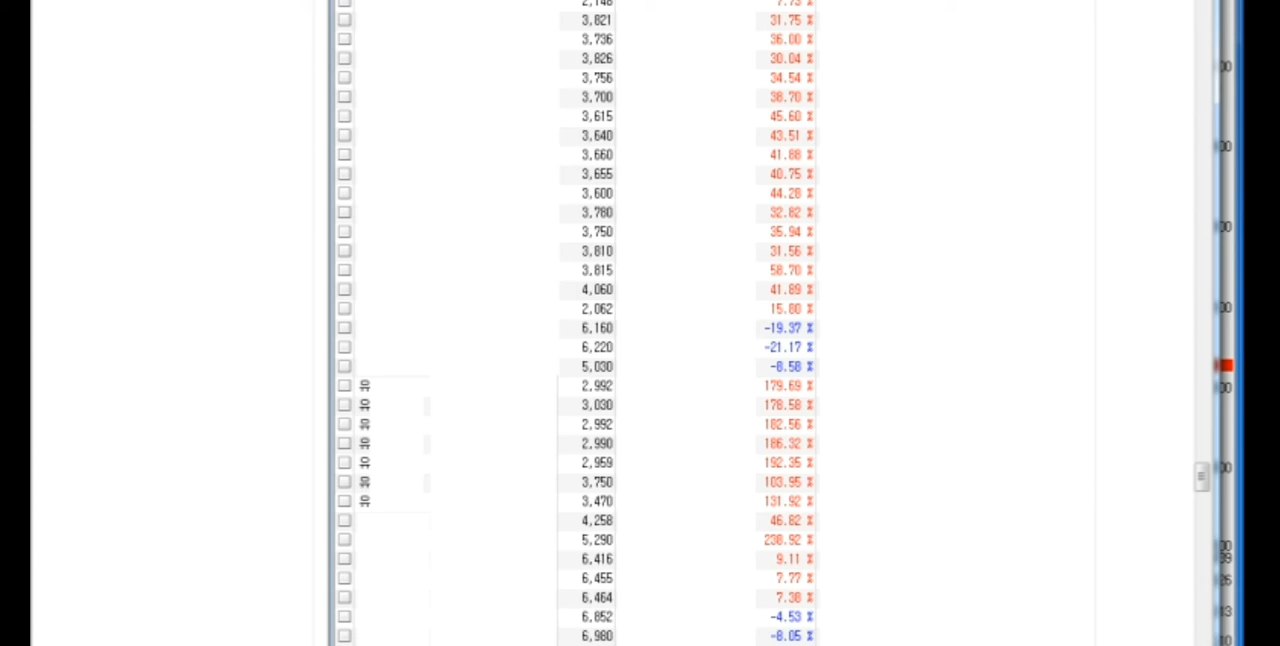 3,821 31.75 %
3,736 36.00 %
3,826 30.04 %
3,756 34.54 %
3,700 38.70 %
3,615 45.60 %
3,640 43.51 %
3,660 41.88 %
3,655 40.75 %
3,600 44.28 %
3,780 32.82 %
3,750 35.94 %
3,810 31.56 %
3,815 58.70 %
4,060 41.89 %
2,062 15.80 %
6,160 -19.37 %
6,220 -21.17 %
5,030 -8.58 %
2,992 179.69 %
3,030 178.58 %
2,992 182.56 %
2,990 186.32 %
2,959 192.35 %
3,750 103.95 %
3,470 131.92 %
4,258 46.82 %
5,290 238.92 %
6,416 9.11 %
6,455 7.77 %
6,464 7.38 %
6,852 -4.53 %
6,980 -8.05 %